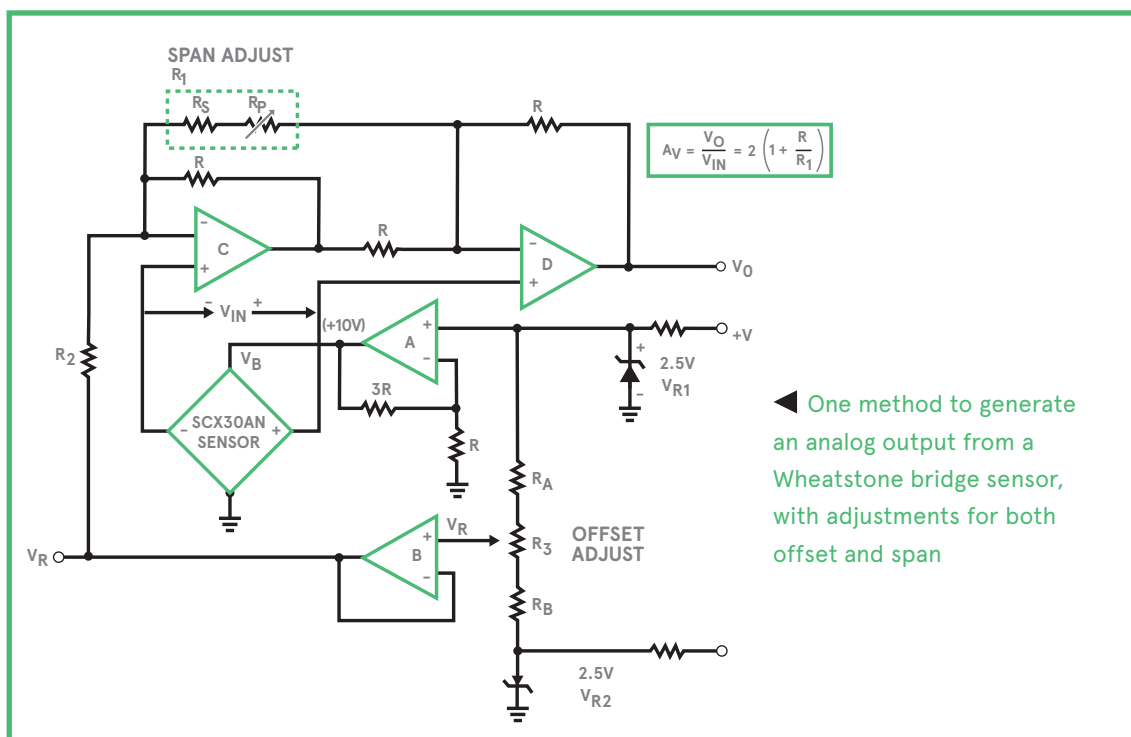 SPAN ADJUST
R1
RS RP
R
R
AV = VO / VIN = 2 (1 + R / R1)
-
C
+
R
-
D
+
VO
- VIN +
(+10V)
+
A
-
+V
R2
VB
3R
+
-
2.5V
VR1
- SCX30AN +
SENSOR
R
RA
◀ One method to generate
an analog output from a
Wheatstone bridge sensor,
with adjustments for both
offset and span
VR
+
B
-
VR
R3
OFFSET
ADJUST
RB
2.5V
VR2